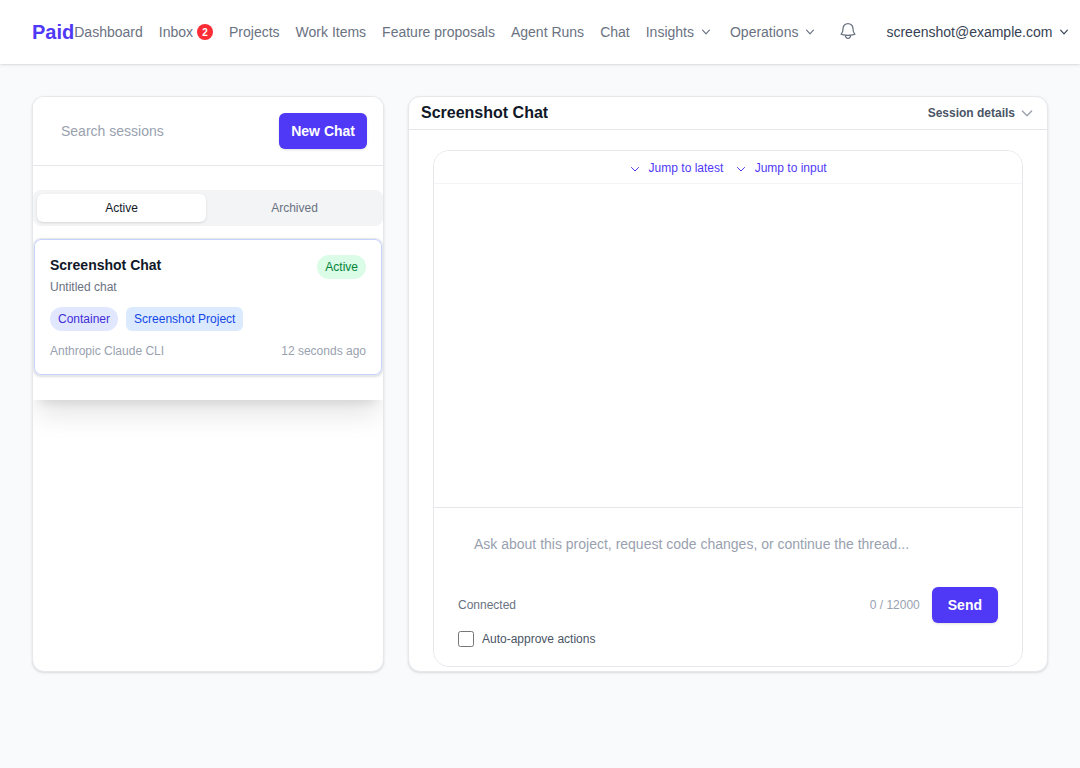 Paid Dashboard Inbox 2 Projects Work Items Feature proposals Agent Runs Chat Insights Operations screenshot@example.com
Search sessions New Chat
Active Archived
Screenshot Chat Active
Untitled chat
Container Screenshot Project
Anthropic Claude CLI 12 seconds ago
Screenshot Chat Session details
Jump to latest Jump to input
Ask about this project, request code changes, or continue the thread...
Connected 0 / 12000 Send
Auto-approve actions